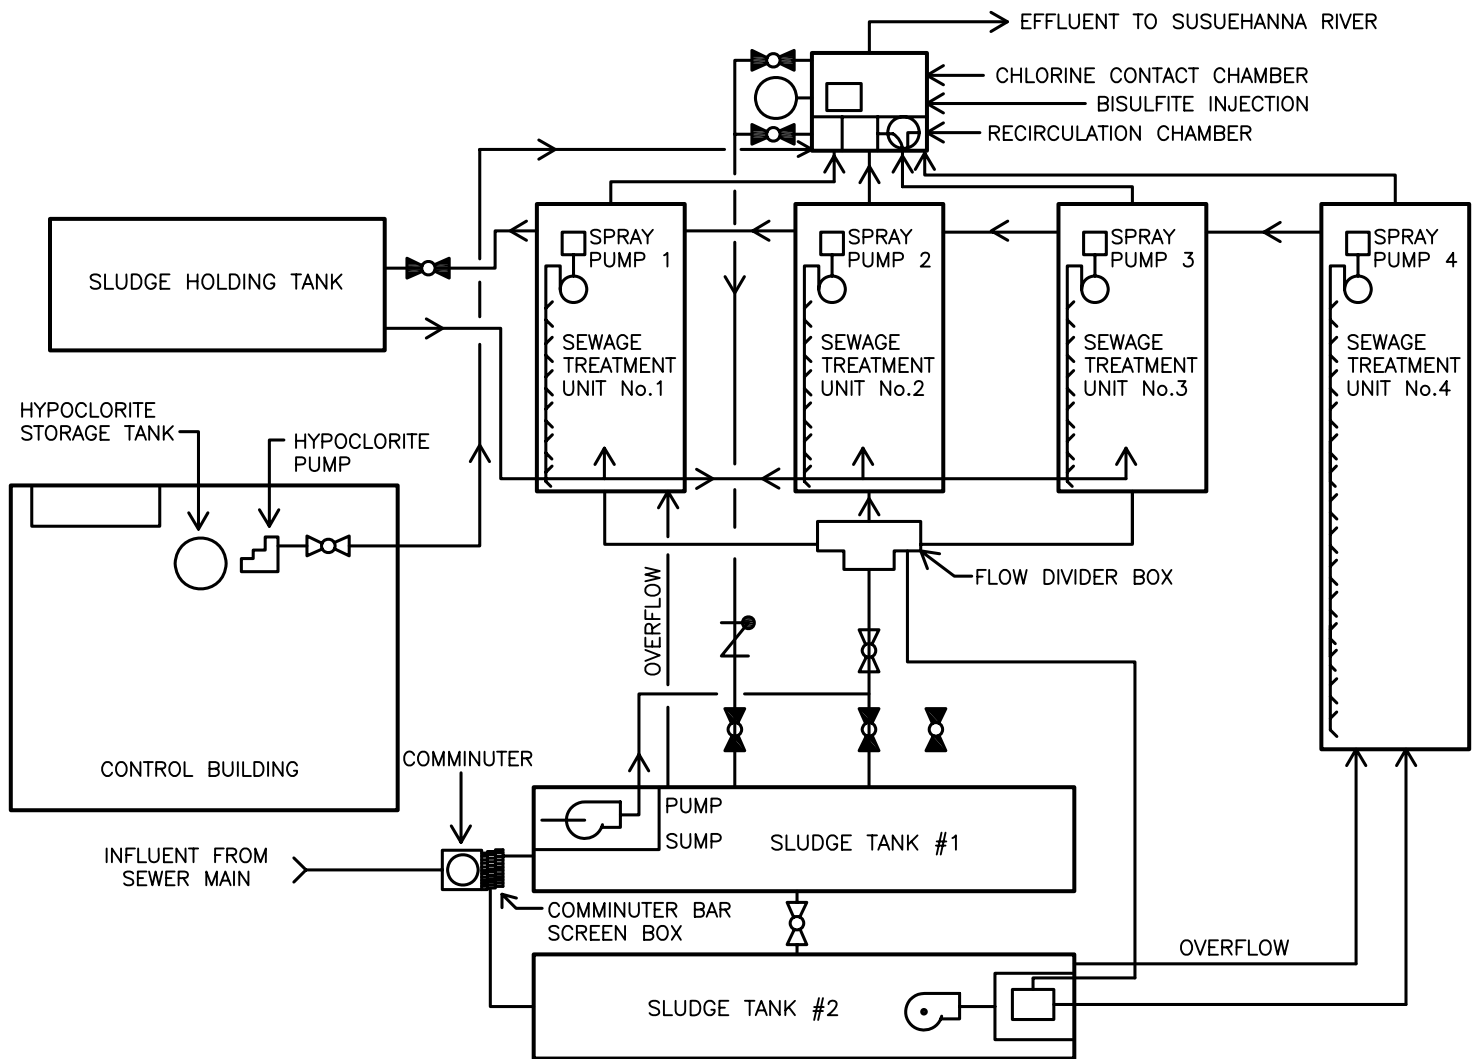 EFFLUENT TO SUSUEHANNA RIVER
CHLORINE CONTACT CHAMBER
BISULFITE INJECTION
RECIRCULATION CHAMBER
SLUDGE HOLDING TANK
SPRAY
PUMP 1
SEWAGE
TREATMENT
UNIT No.1
SPRAY
PUMP 2
SEWAGE
TREATMENT
UNIT No.2
SPRAY
PUMP 3
SEWAGE
TREATMENT
UNIT No.3
SPRAY
PUMP 4
SEWAGE
TREATMENT
UNIT No.4
HYPOCLORITE
STORAGE TANK
HYPOCLORITE
PUMP
CONTROL BUILDING
OVERFLOW
FLOW DIVIDER BOX
COMMINUTER
INFLUENT FROM
SEWER MAIN
PUMP
SUMP
SLUDGE TANK #1
COMMINUTER BAR
SCREEN BOX
OVERFLOW
SLUDGE TANK #2